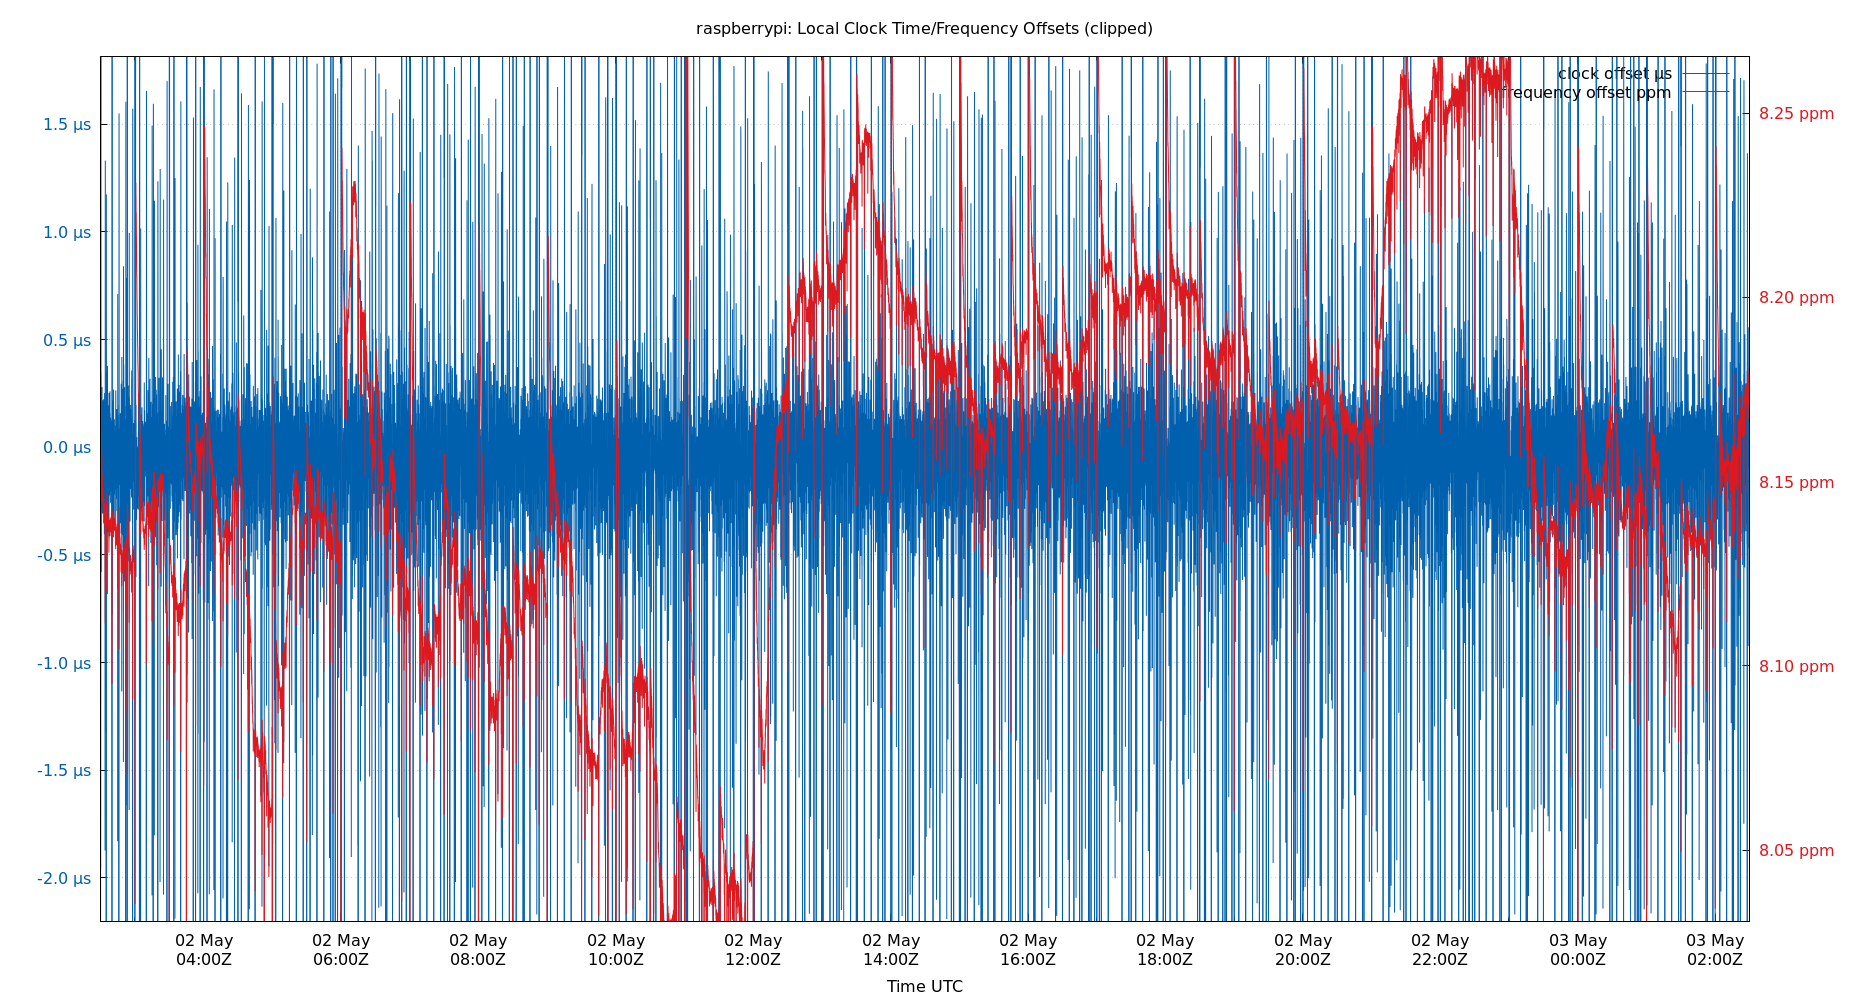 raspberrypi: Local Clock Time/Frequency Offsets (clipped)
clock offset µs
frequency offset ppm
1.5 µs
1.0 µs
0.5 µs
0.0 µs
-0.5 µs
-1.0 µs
-1.5 µs
-2.0 µs
8.25 ppm
8.20 ppm
8.15 ppm
8.10 ppm
8.05 ppm
02 May 02 May 02 May 02 May 02 May 02 May 02 May 02 May 02 May 02 May 03 May 03 May
04:00Z 06:00Z 08:00Z 10:00Z 12:00Z 14:00Z 16:00Z 18:00Z 20:00Z 22:00Z 00:00Z 02:00Z
Time UTC